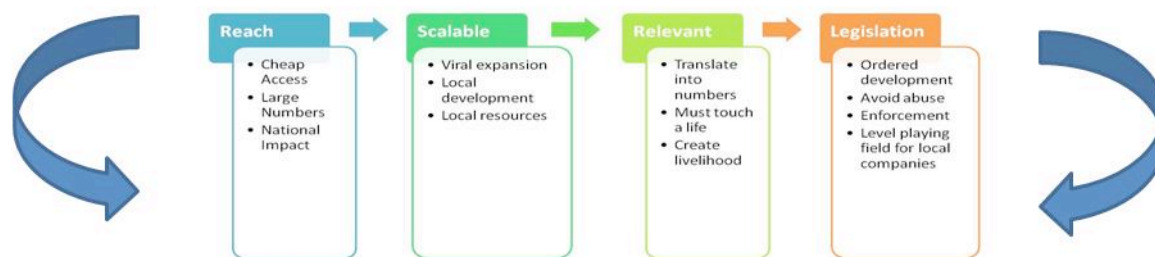 Reach
• Cheap
Access
• Large
Numbers
• National
Impact
Scalable
• Viral expansion
• Local
development
• Local resources
Relevant
• Translate
into
numbers
• Must touch
a life
• Create
livelihood
Legislation
• Ordered
development
• Avoid abuse
• Enforcement
• Level playing
field for local
companies